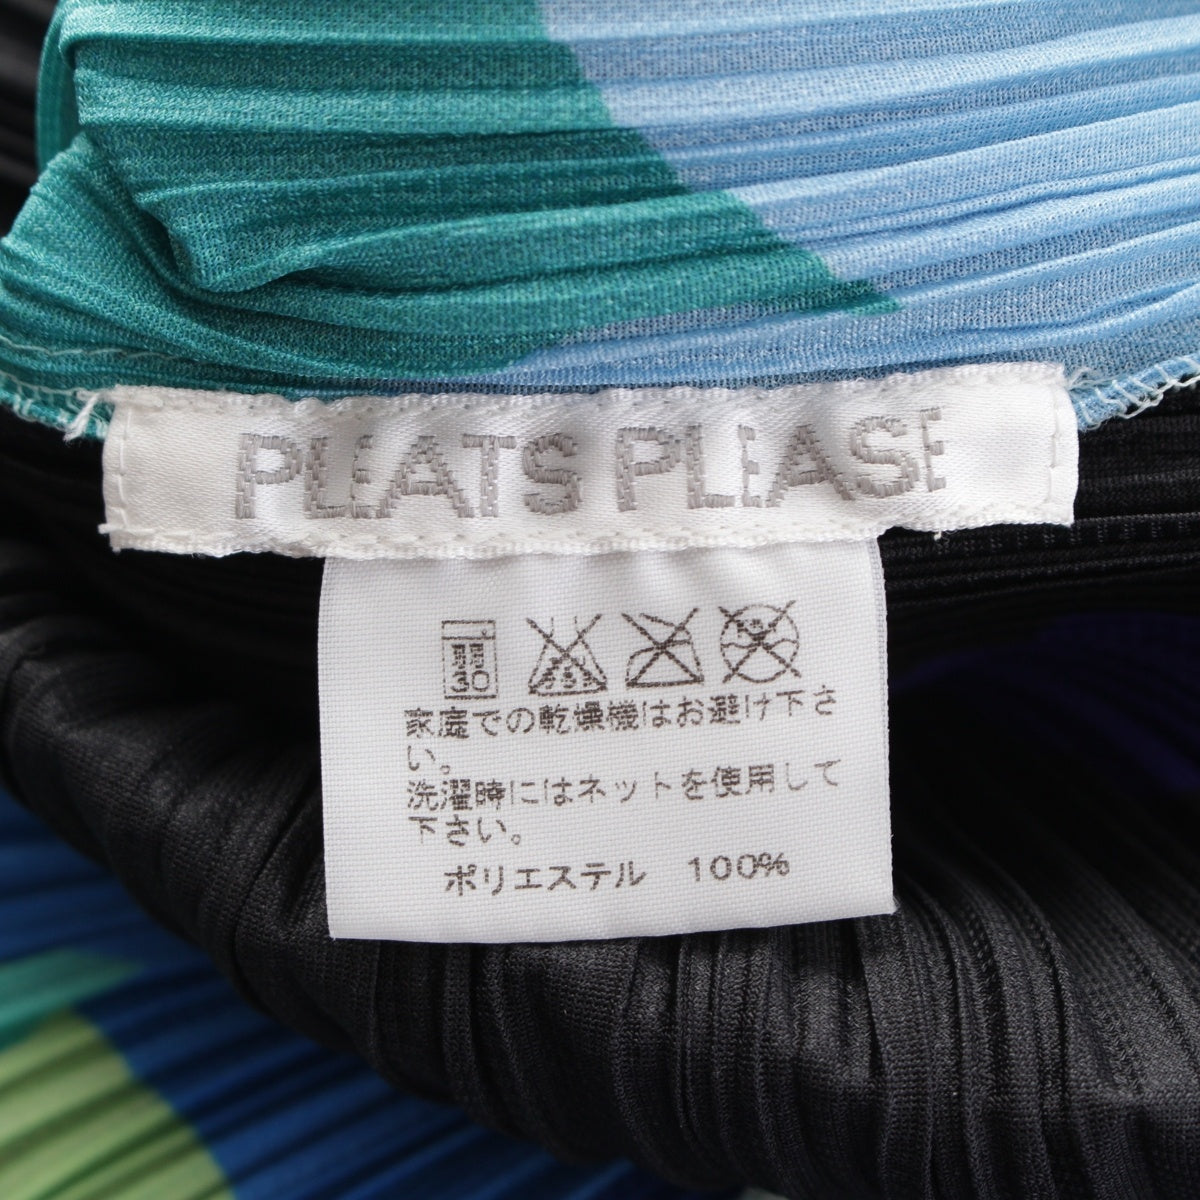 PLEATS PLEASE
弱
30
家庭での乾燥機はお避け下さ
い。
洗濯時にはネットを使用して
下さい。
ポリエステル 100%